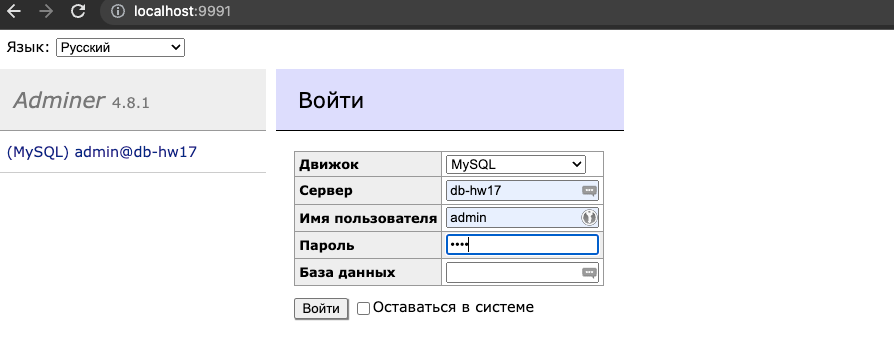 localhost:9991
Язык: Русский
Adminer 4.8.1
Войти
(MySQL) admin@db-hw17
Движок MySQL
Сервер db-hw17
Имя пользователя admin
Пароль ••••
База данных
Войти Оставаться в системе